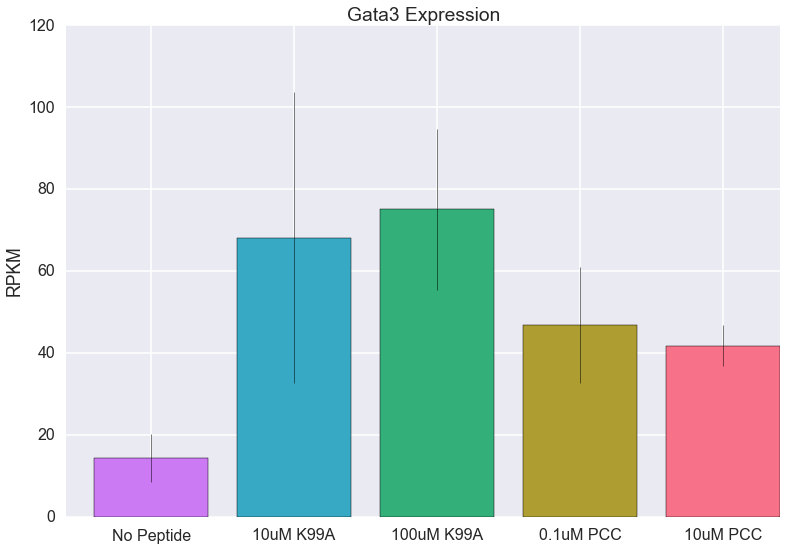 Gata3 Expression
120
100
80
60
40
20
0
RPKM
No Peptide
10uM K99A
100uM K99A
0.1uM PCC
10uM PCC